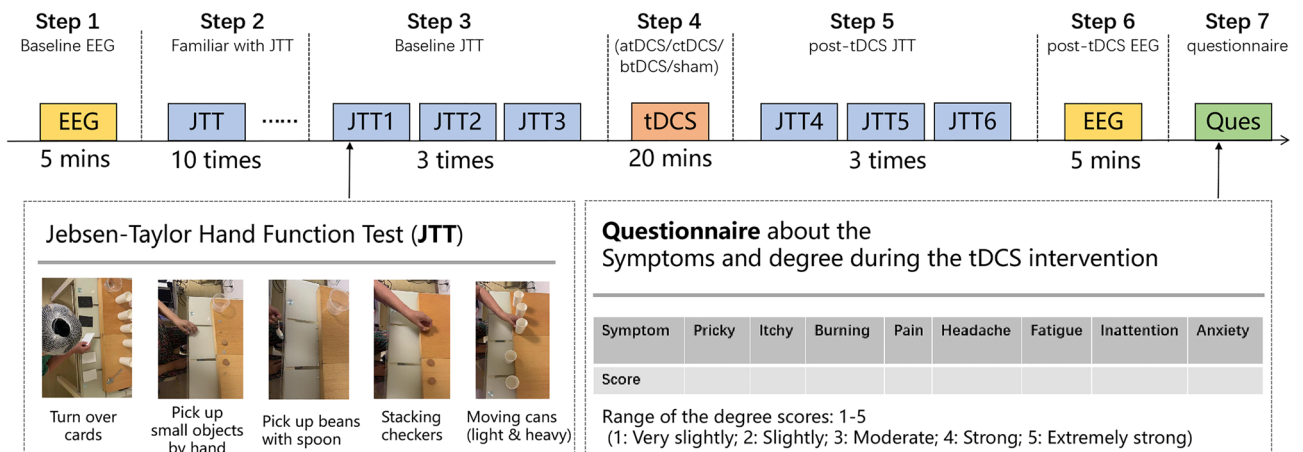 Step 1
Baseline EEG
Step 2
Familiar with JTT
Step 3
Baseline JTT
Step 4
(atDCS/ctDCS/
btDCS/sham)
Step 5
post-tDCS JTT
Step 6
post-tDCS EEG
Step 7
questionnaire
EEG
JTT
......
JTT1
JTT2
JTT3
tDCS
JTT4
JTT5
JTT6
EEG
Ques
5 mins
10 times
3 times
20 mins
3 times
5 mins
Jebsen-Taylor Hand Function Test (JTT)
Turn over
cards
Pick up
small objects
by hand
Pick up beans
with spoon
Stacking
checkers
Moving cans
(light & heavy)
Questionnaire about the
Symptoms and degree during the tDCS intervention
Symptom Pricky Itchy Burning Pain Headache Fatigue Inattention Anxiety
Score
Range of the degree scores: 1-5
(1: Very slightly; 2: Slightly; 3: Moderate; 4: Strong; 5: Extremely strong)